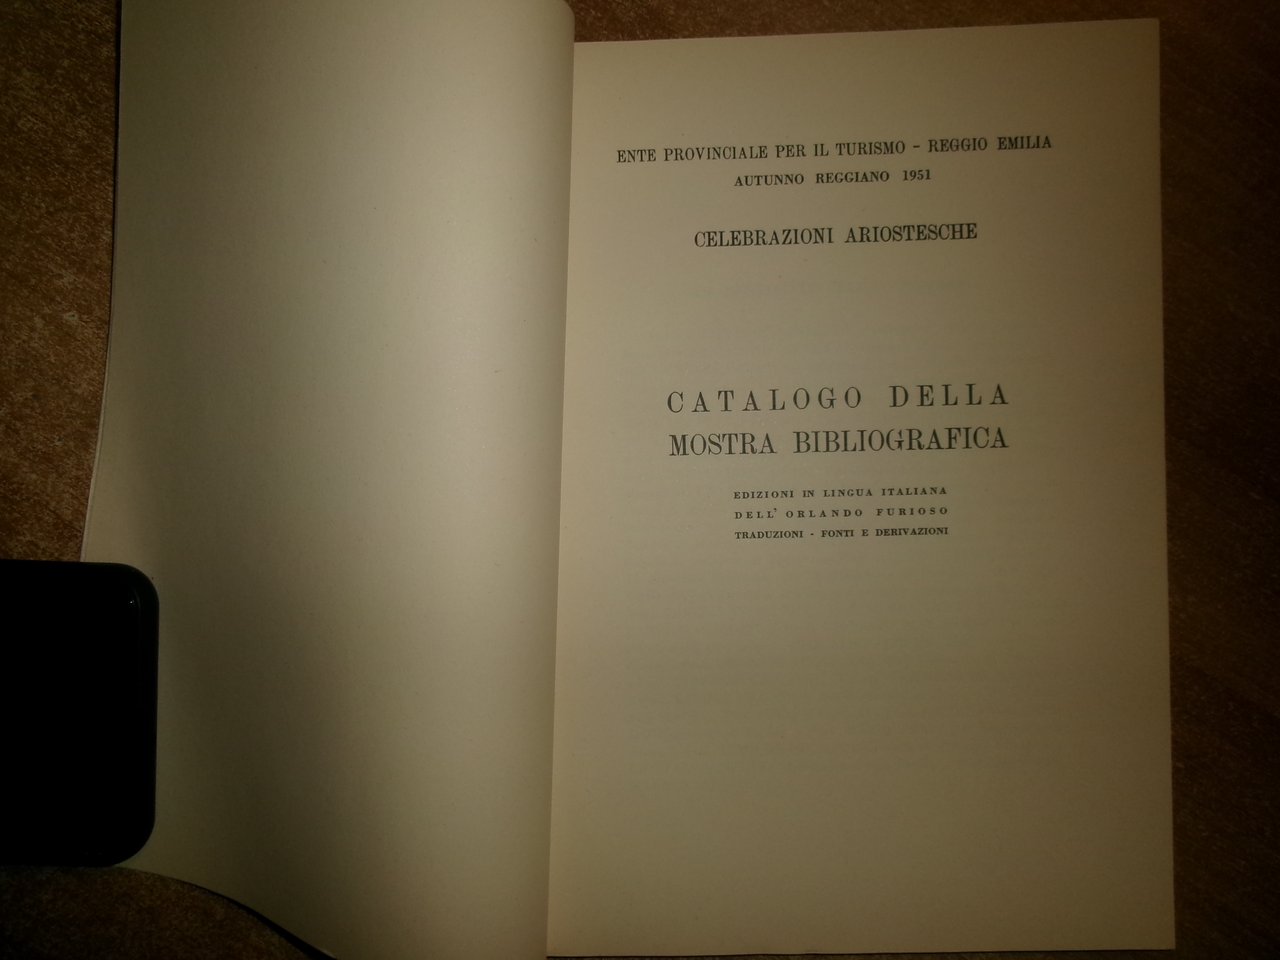 ENTE PROVINCIALE PER IL TURISMO - REGGIO EMILIA
AUTUNNO REGGIANO 1951
CELEBRAZIONI ARIOSTESCHE
CATALOGO DELLA
MOSTRA BIBLIOGRAFICA
EDIZIONI IN LINGUA ITALIANA
DELL' ORLANDO FURIOSO
TRADUZIONI - FONTI E DERIVAZIONI